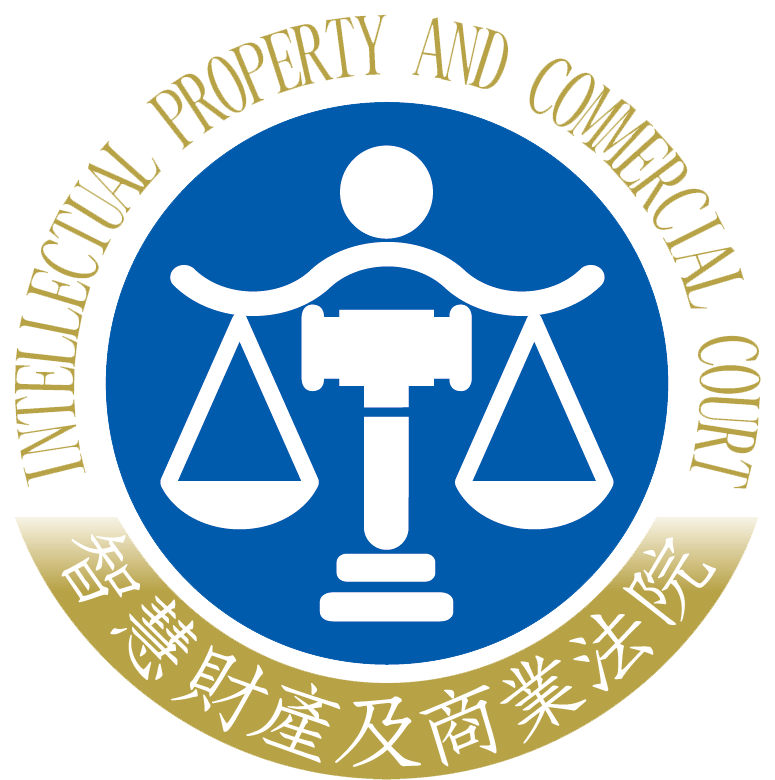 INTELLECTUAL PROPERTY AND COMMERCIAL COURT
智慧財產及商業法院